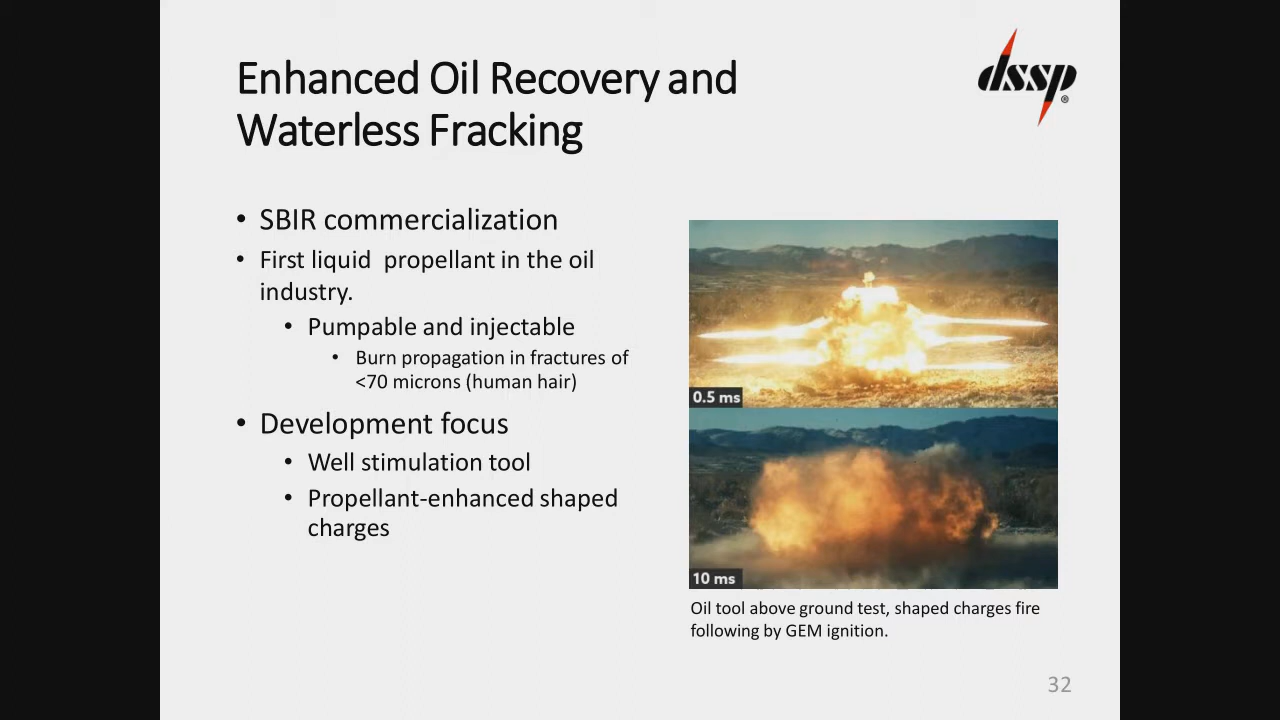 Enhanced Oil Recovery and
Waterless Fracking
dssp®
• SBIR commercialization
• First liquid propellant in the oil
industry.
• Pumpable and injectable
• Burn propagation in fractures of
<70 microns (human hair)
• Development focus
• Well stimulation tool
• Propellant-enhanced shaped
charges
0.5 ms
10 ms
Oil tool above ground test, shaped charges fire
following by GEM ignition.
32